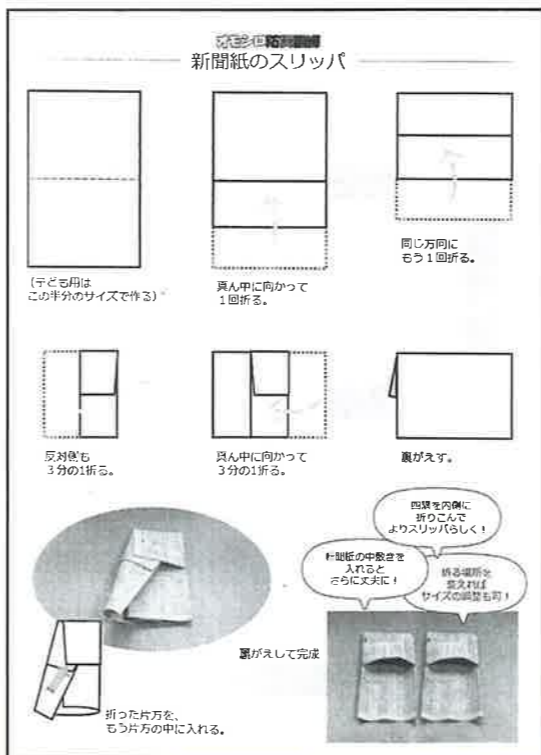 オモシロ
新聞紙のスリッパ
(子ども用は
この半分のサイズで作る)
真ん中に向かって
1回折る。
同じ方向に
もう1回折る。
反対側も
3分の1折る。
真ん中に向かって
3分の1折る。
裏がえす。
折った片方を、
もう片方の中に入れる。
裏がえして完成
四隅を内側に
折りこんで
よりスリッパらしく！
新聞紙の中敷きを
入れると
さらに丈夫に！
折る場所を
変えれば
サイズの調整も可！